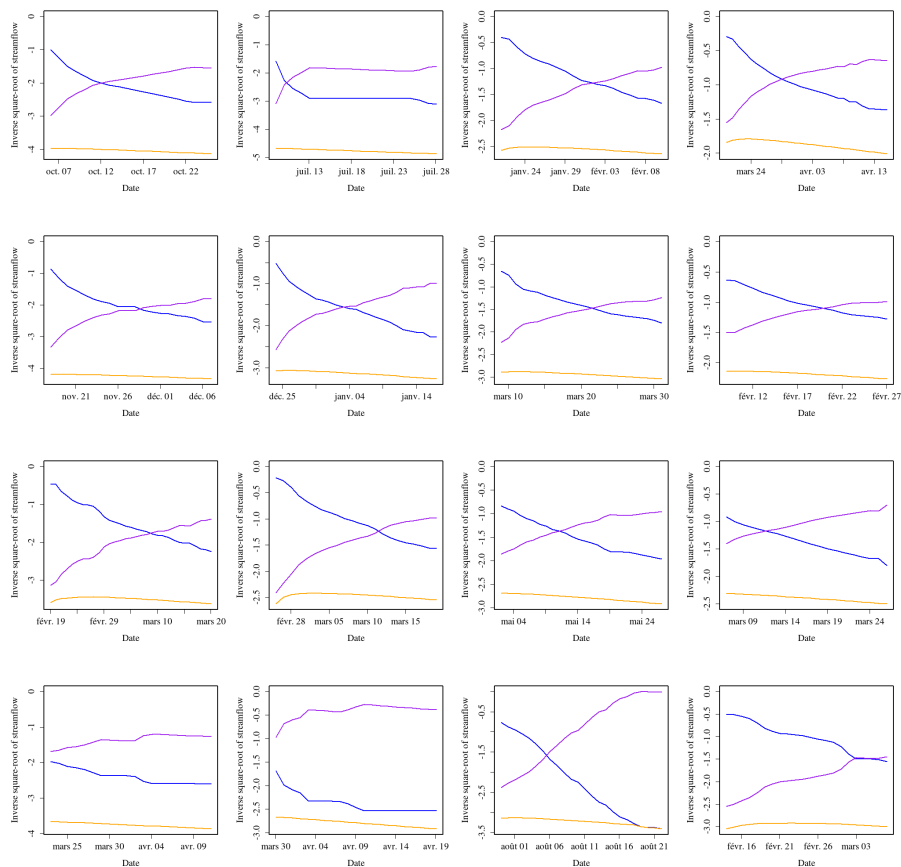 Inverse square-root of streamflow
0
-1
-2
-3
-4
oct. 07 oct. 12 oct. 17 oct. 22
Date
Inverse square-root of streamflow
0
-1
-2
-3
-4
-5
juil. 13 juil. 18 juil. 23 juil. 28
Date
Inverse square-root of streamflow
0.0
-0.5
-1.0
-1.5
-2.0
-2.5
janv. 24 janv. 29 févr. 03 févr. 08
Date
Inverse square-root of streamflow
0.0
-0.5
-1.0
-1.5
-2.0
mars 24 avr. 03 avr. 13
Date
Inverse square-root of streamflow
0
-1
-2
-3
-4
nov. 21 nov. 26 déc. 01 déc. 06
Date
Inverse square-root of streamflow
0.0
-1.0
-2.0
-3.0
déc. 25 janv. 04 janv. 14
Date
Inverse square-root of streamflow
0.0
-0.5
-1.0
-1.5
-2.0
-2.5
-3.0
mars 10 mars 20 mars 30
Date
Inverse square-root of streamflow
0.0
-0.5
-1.0
-1.5
-2.0
févr. 12 févr. 17 févr. 22 févr. 27
Date
Inverse square-root of streamflow
0
-1
-2
-3
févr. 19 févr. 29 mars 10 mars 20
Date
Inverse square-root of streamflow
0.0
-0.5
-1.0
-1.5
-2.0
-2.5
févr. 28 mars 05 mars 10 mars 15
Date
Inverse square-root of streamflow
0.0
-0.5
-1.0
-1.5
-2.0
-2.5
-3.0
mai 04 mai 14 mai 24
Date
Inverse square-root of streamflow
0.0
-0.5
-1.0
-1.5
-2.0
-2.5
mars 09 mars 14 mars 19 mars 24
Date
Inverse square-root of streamflow
0
-1
-2
-3
-4
mars 25 mars 30 avr. 04 avr. 09
Date
Inverse square-root of streamflow
0.0
-0.5
-1.0
-1.5
-2.0
-2.5
-3.0
mars 30 avr. 04 avr. 09 avr. 14 avr. 19
Date
Inverse square-root of streamflow
-0.5
-1.5
-2.5
-3.5
août 01 août 06 août 11 août 16 août 21
Date
Inverse square-root of streamflow
0.0
-0.5
-1.0
-1.5
-2.0
-2.5
-3.0
févr. 16 févr. 21 févr. 26 mars 03
Date